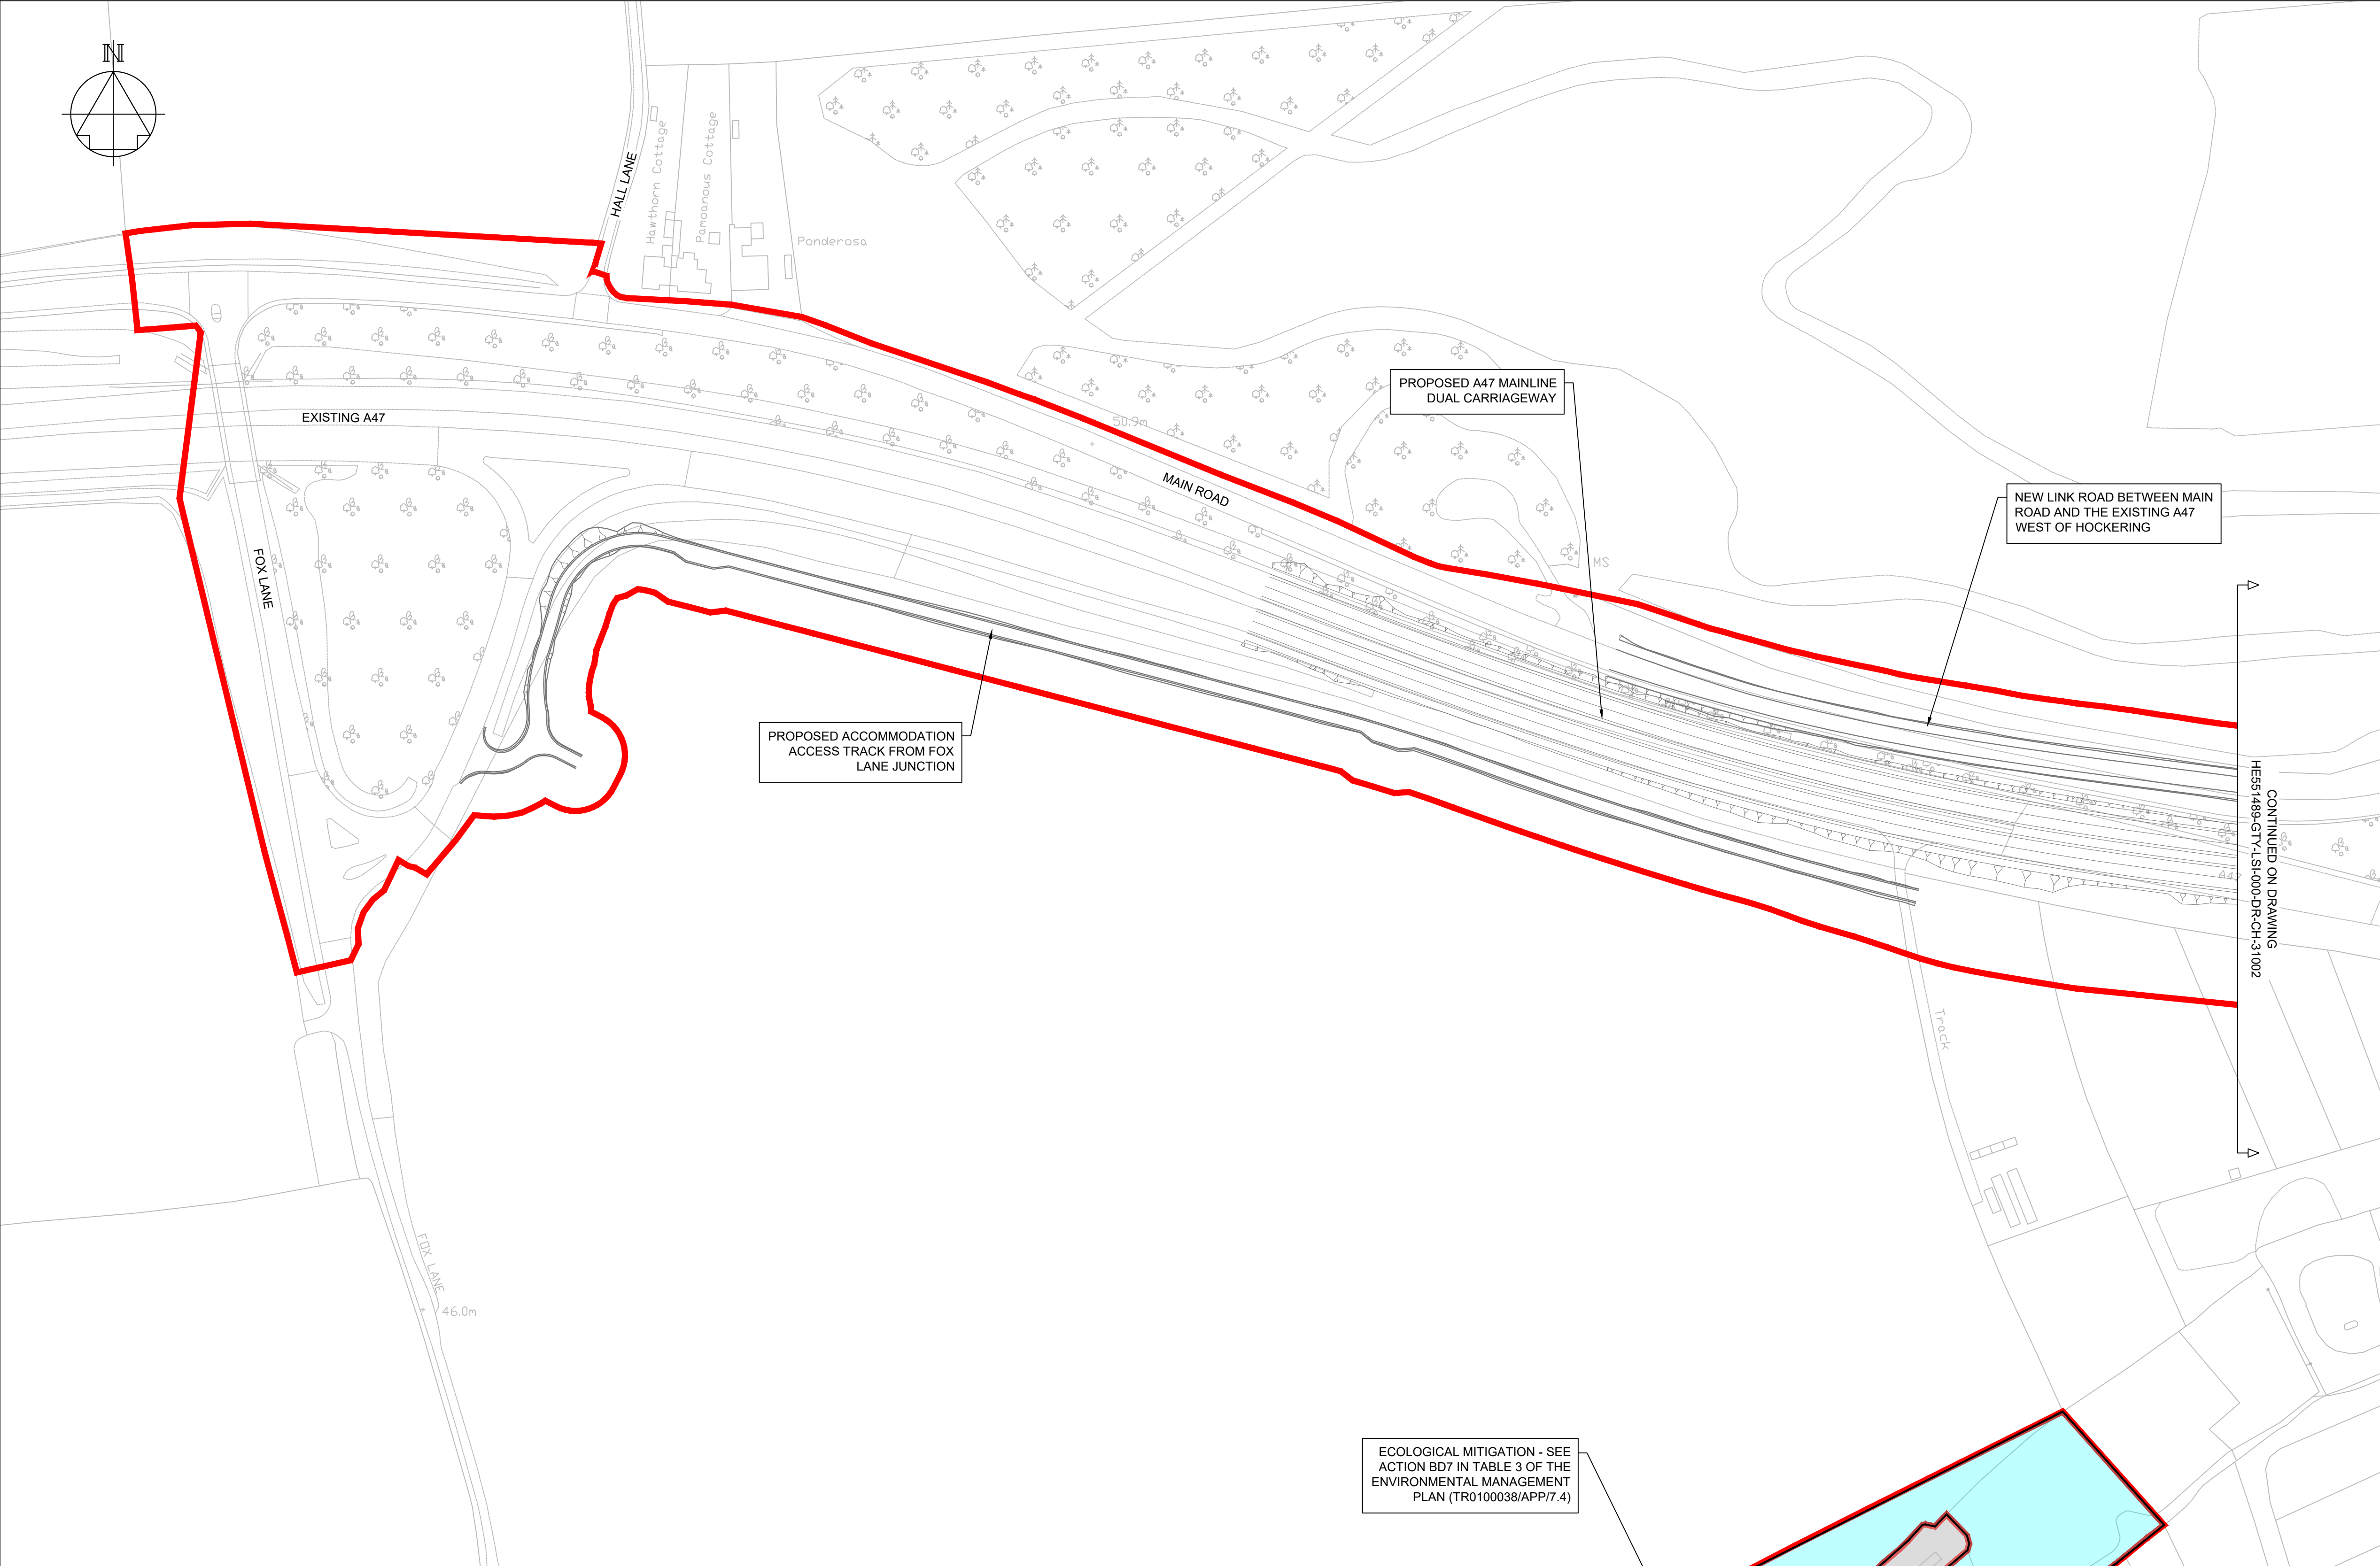 N
HALL LANE
Hawthorn Cottage
Pamoanous Cottage
Ponderosa
EXISTING A47
FOX LANE
50.9m
MAIN ROAD
PROPOSED A47 MAINLINE
DUAL CARRIAGEWAY
MS
NEW LINK ROAD BETWEEN MAIN
ROAD AND THE EXISTING A47
WEST OF HOCKERING
PROPOSED ACCOMMODATION
ACCESS TRACK FROM FOX
LANE JUNCTION
A47
CONTINUED ON DRAWING
HE551489-GTY-LSI-000-DR-CH-31002
Track
FOX LANE
46.0m
ECOLOGICAL MITIGATION - SEE
ACTION BD7 IN TABLE 3 OF THE
ENVIRONMENTAL MANAGEMENT
PLAN (TR0100038/APP/7.4)